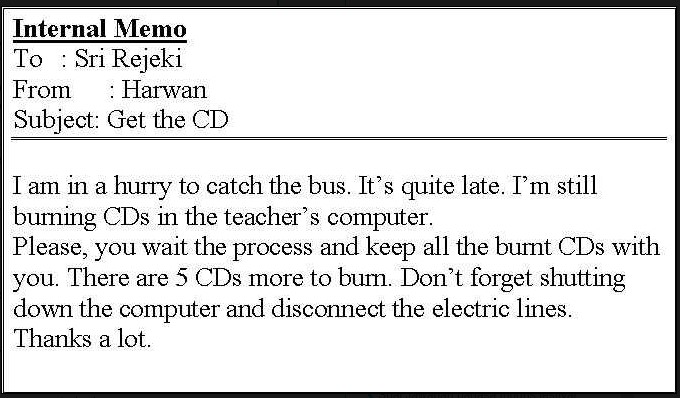 Internal Memo
To : Sri Rejeki
From : Harwan
Subject: Get the CD
I am in a hurry to catch the bus. It’s quite late. I’m still
burning CDs in the teacher’s computer.
Please, you wait the process and keep all the burnt CDs with
you. There are 5 CDs more to burn. Don’t forget shutting
down the computer and disconnect the electric lines.
Thanks a lot.